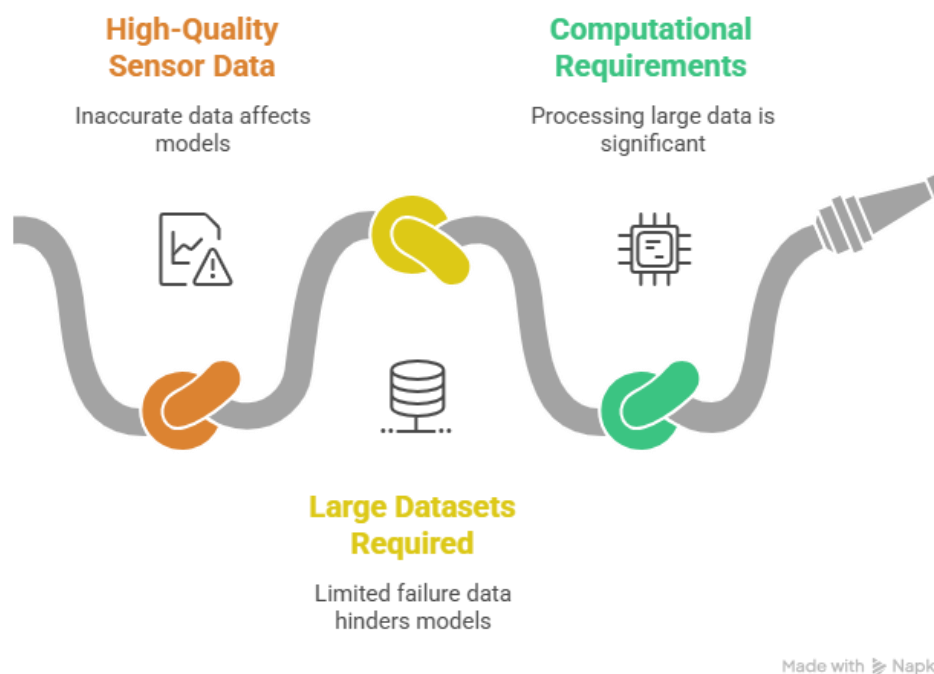 High-Quality
Sensor Data
Inaccurate data affects
models
Computational
Requirements
Processing large data is
significant
Large Datasets
Required
Limited failure data
hinders models
Made with Napk